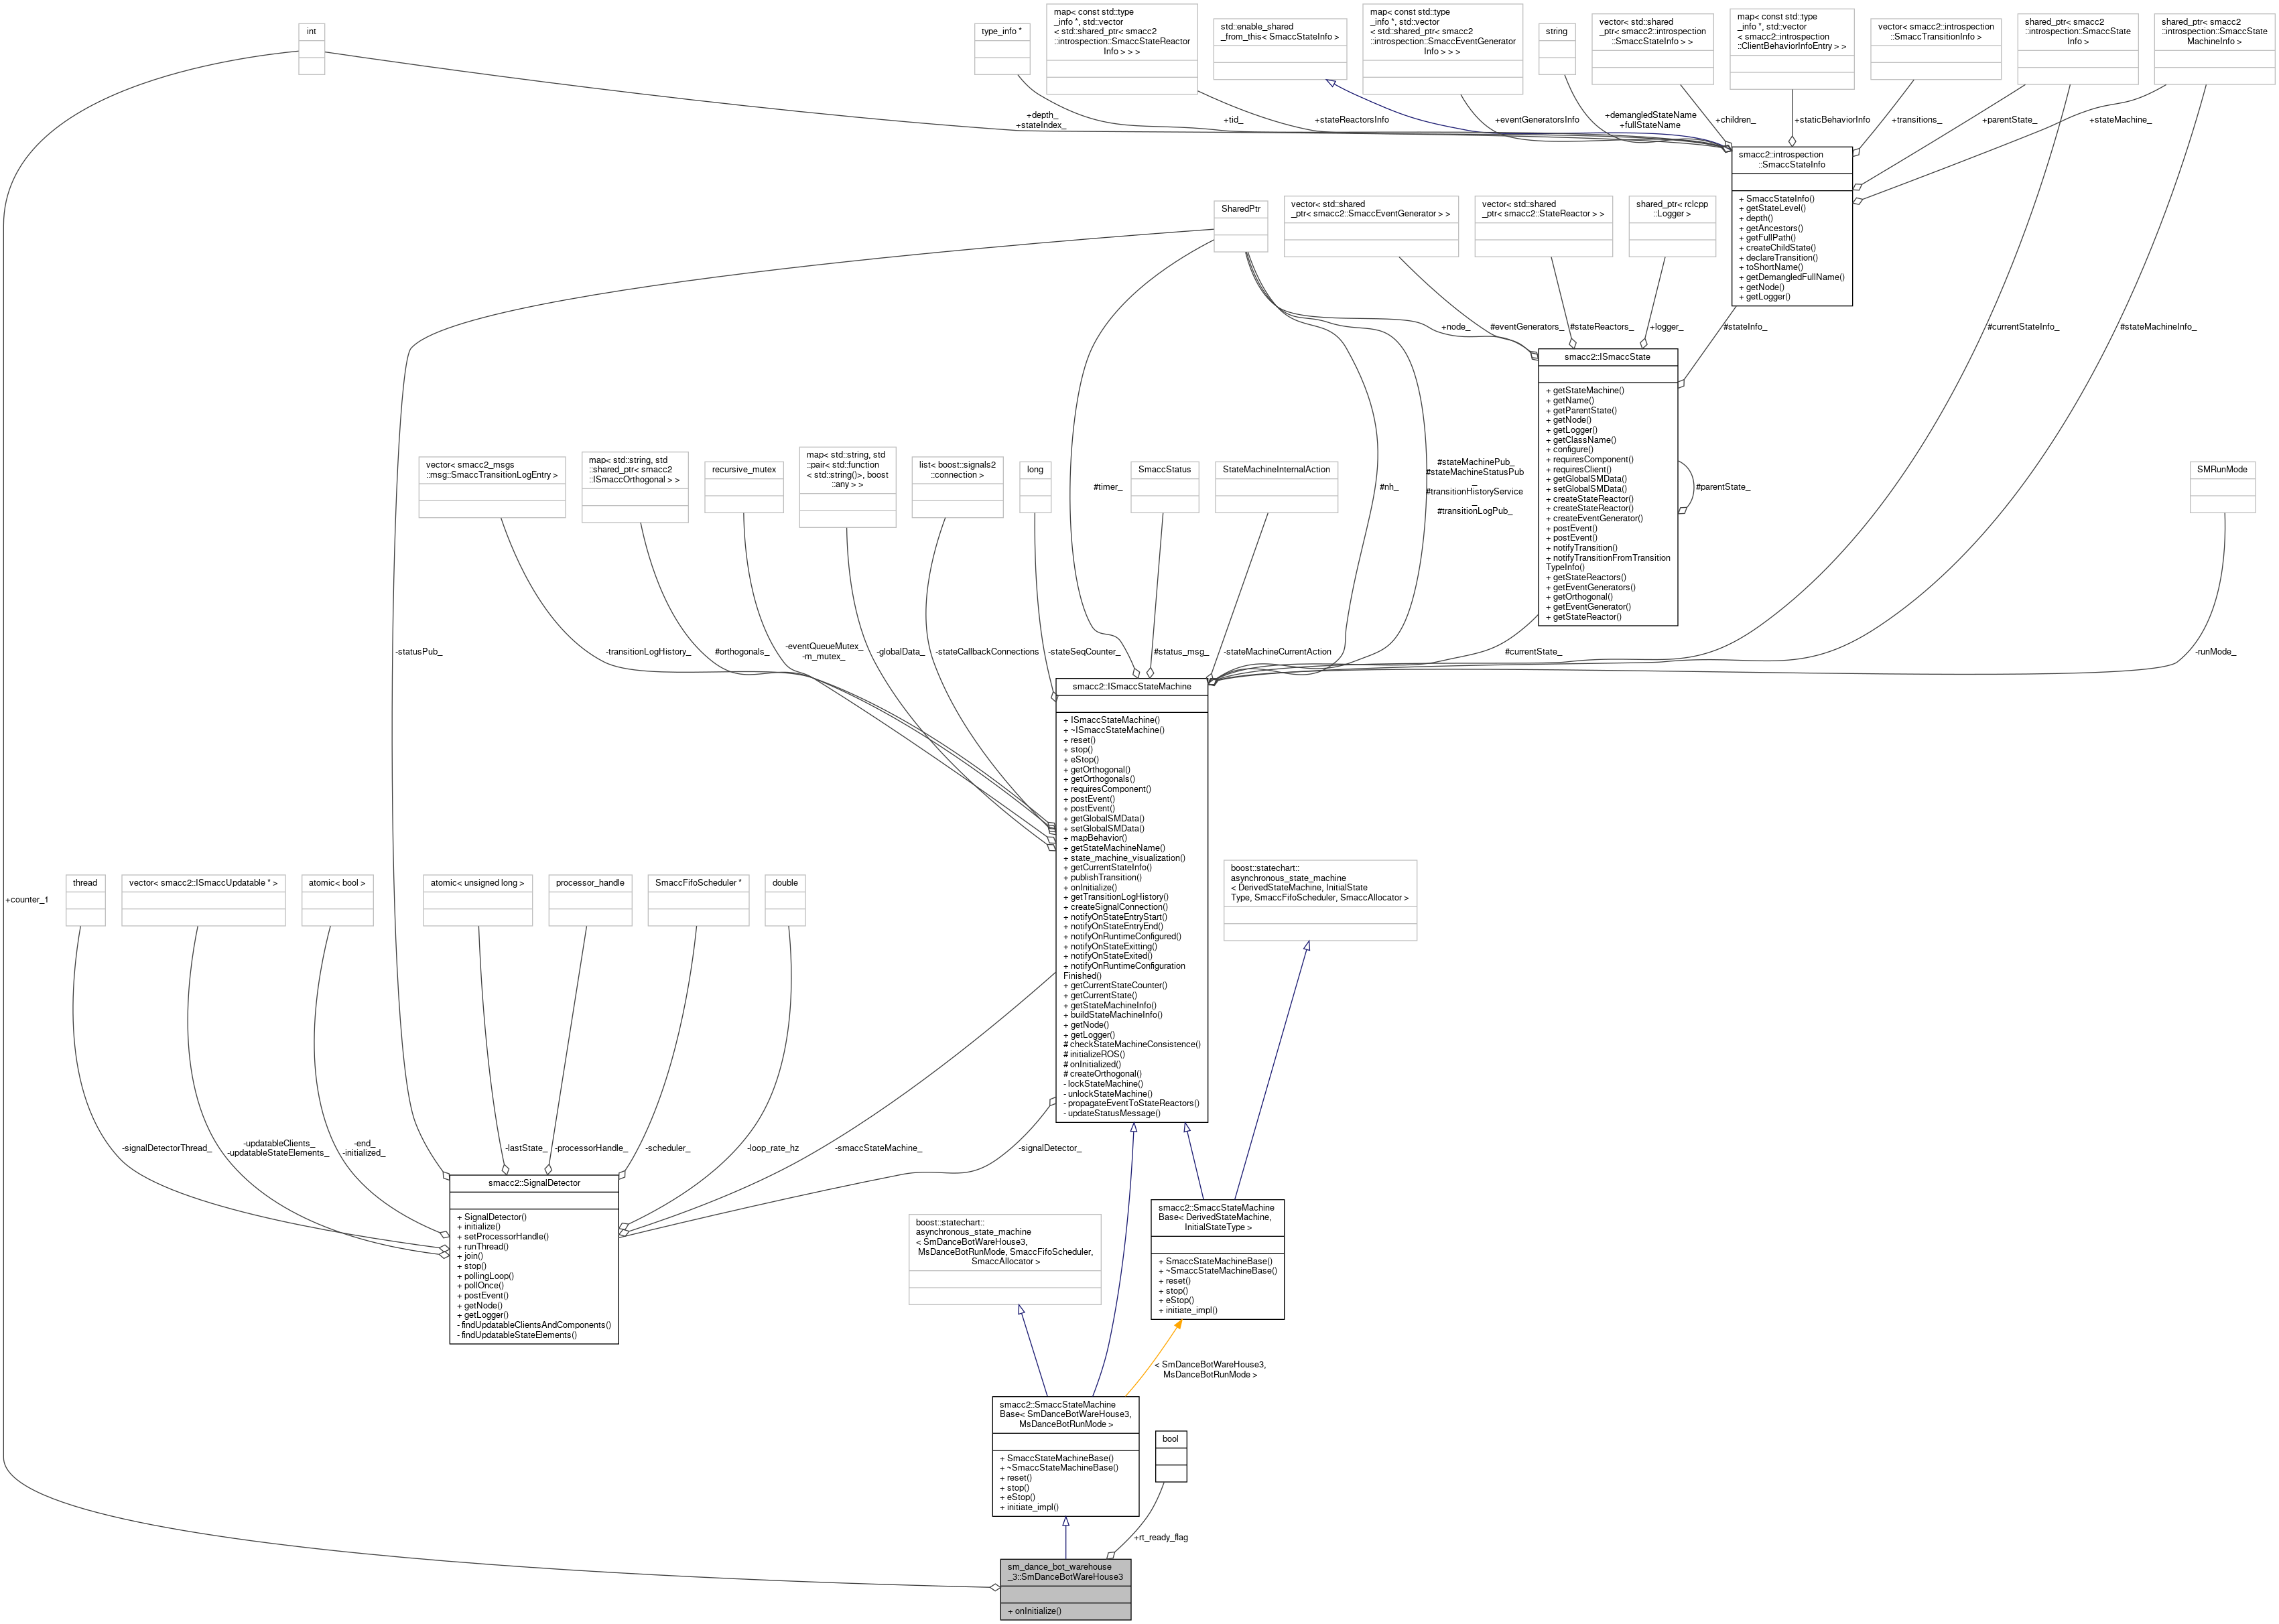 int
type_info *
map< const std::type
_info *, std::vector
< std::shared_ptr< smacc2
::introspection::SmaccStateReactor
Info > > >
std::enable_shared
_from_this< SmaccStateInfo >
map< const std::type
_info *, std::vector
< std::shared_ptr< smacc2
::introspection::SmaccEventGenerator
Info > > >
string
vector< std::shared
_ptr< smacc2::introspection
::SmaccStateInfo > >
map< const std::type
_info *, std::vector
< smacc2::introspection
::ClientBehaviorInfoEntry > >
vector< smacc2::introspection
::SmaccTransitionInfo >
shared_ptr< smacc2
::introspection::SmaccState
Info >
shared_ptr< smacc2
::introspection::SmaccState
MachineInfo >
+depth_
+stateIndex_
+tid_
+stateReactorsInfo
+eventGeneratorsInfo
+demangledStateName
+fullStateName
+children_
+staticBehaviorInfo
+transitions_
+parentState_
+stateMachine_
smacc2::introspection
::SmaccStateInfo
+ SmaccStateInfo()
+ getStateLevel()
+ depth()
+ getAncestors()
+ getFullPath()
+ createChildState()
+ declareTransition()
+ toShortName()
+ getDemangledFullName()
+ getNode()
+ getLogger()
SharedPtr
vector< std::shared
_ptr< smacc2::SmaccEventGenerator > >
vector< std::shared
_ptr< smacc2::StateReactor > >
shared_ptr< rclcpp
::Logger >
+node_
#eventGenerators_
#stateReactors_
+logger_
#stateInfo_
#currentStateInfo_
#stateMachineInfo_
smacc2::ISmaccState
+ getStateMachine()
+ getName()
+ getParentState()
+ getNode()
+ getLogger()
+ getClassName()
+ configure()
+ requiresComponent()
+ requiresClient()
+ getGlobalSMData()
+ setGlobalSMData()
+ createStateReactor()
+ createStateReactor()
+ createEventGenerator()
+ postEvent()
+ postEvent()
+ notifyTransition()
+ notifyTransitionFromTransition
TypeInfo()
+ getStateReactors()
+ getEventGenerators()
+ getOrthogonal()
+ getEventGenerator()
+ getStateReactor()
#parentState_
vector< smacc2_msgs
::msg::SmaccTransitionLogEntry >
map< std::string, std
::shared_ptr< smacc2
::ISmaccOrthogonal > >
recursive_mutex
map< std::string, std
::pair< std::function
< std::string()>, boost
::any > >
list< boost::signals2
::connection >
long
SmaccStatus
StateMachineInternalAction
SMRunMode
#timer_
#nh_
#stateMachinePub_
#stateMachineStatusPub
_
#transitionHistoryService
_
#transitionLogPub_
-statusPub_
-transitionLogHistory_
#orthogonals_
-eventQueueMutex_
-m_mutex_
-globalData_
-stateCallbackConnections
-stateSeqCounter_
#status_msg_
-stateMachineCurrentAction
#currentState_
-runMode_
smacc2::ISmaccStateMachine
+ ISmaccStateMachine()
+ ~ISmaccStateMachine()
+ reset()
+ stop()
+ eStop()
+ getOrthogonal()
+ getOrthogonals()
+ requiresComponent()
+ postEvent()
+ postEvent()
+ getGlobalSMData()
+ setGlobalSMData()
+ mapBehavior()
+ getStateMachineName()
+ state_machine_visualization()
+ getCurrentStateInfo()
+ publishTransition()
+ onInitialize()
+ getTransitionLogHistory()
+ createSignalConnection()
+ notifyOnStateEntryStart()
+ notifyOnStateEntryEnd()
+ notifyOnRuntimeConfigured()
+ notifyOnStateExitting()
+ notifyOnStateExited()
+ notifyOnRuntimeConfiguration
Finished()
+ getCurrentStateCounter()
+ getCurrentState()
+ getStateMachineInfo()
+ buildStateMachineInfo()
+ getNode()
+ getLogger()
# checkStateMachineConsistence()
# initializeROS()
# onInitialized()
# createOrthogonal()
- lockStateMachine()
- unlockStateMachine()
- propagateEventToStateReactors()
- updateStatusMessage()
+counter_1
thread
vector< smacc2::ISmaccUpdatable * >
atomic< bool >
atomic< unsigned long >
processor_handle
SmaccFifoScheduler *
double
boost::statechart::
asynchronous_state_machine
< DerivedStateMachine, InitialState
Type, SmaccFifoScheduler, SmaccAllocator >
-signalDetectorThread_
-updatableClients_
-updatableStateElements_
-end_
-initialized_
-lastState_
-processorHandle_
-scheduler_
-loop_rate_hz
-smaccStateMachine_
-signalDetector_
smacc2::SignalDetector
+ SignalDetector()
+ initialize()
+ setProcessorHandle()
+ runThread()
+ join()
+ stop()
+ pollingLoop()
+ pollOnce()
+ postEvent()
+ getNode()
+ getLogger()
- findUpdatableClientsAndComponents()
- findUpdatableStateElements()
boost::statechart::
asynchronous_state_machine
< SmDanceBotWareHouse3,
MsDanceBotRunMode, SmaccFifoScheduler,
SmaccAllocator >
smacc2::SmaccStateMachine
Base< DerivedStateMachine,
InitialStateType >
+ SmaccStateMachineBase()
+ ~SmaccStateMachineBase()
+ reset()
+ stop()
+ eStop()
+ initiate_impl()
< SmDanceBotWareHouse3,
MsDanceBotRunMode >
smacc2::SmaccStateMachine
Base< SmDanceBotWareHouse3,
MsDanceBotRunMode >
+ SmaccStateMachineBase()
+ ~SmaccStateMachineBase()
+ reset()
+ stop()
+ eStop()
+ initiate_impl()
bool
+rt_ready_flag
sm_dance_bot_warehouse
_3::SmDanceBotWareHouse3
+ onInitialize()